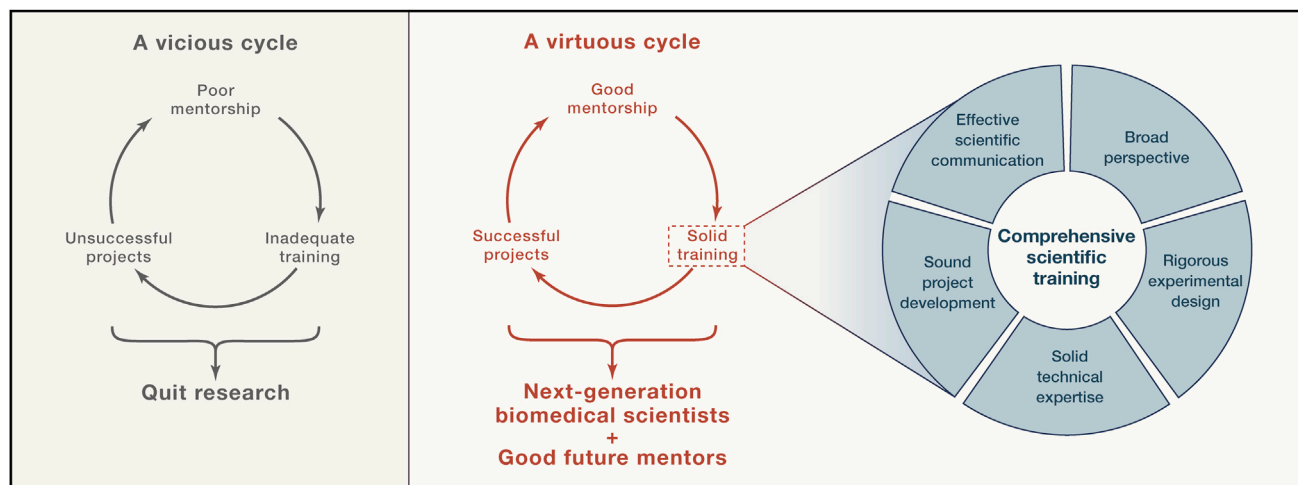 A vicious cycle
Poor
mentorship
Unsuccessful
projects
Inadequate
training
Quit research
A virtuous cycle
Good
mentorship
Successful
projects
Solid
training
Next-generation
biomedical scientists
+
Good future mentors
Effective
scientific
communication
Broad
perspective
Comprehensive
scientific
training
Sound
project
development
Rigorous
experimental
design
Solid
technical
expertise